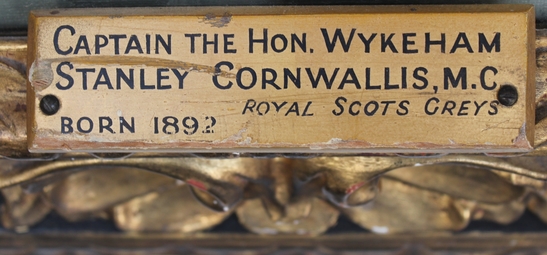 CAPTAIN THE HON. WYKEHAM
STANLEY CORNWALLIS, M.C
ROYAL SCOTS GREYS
BORN 1892